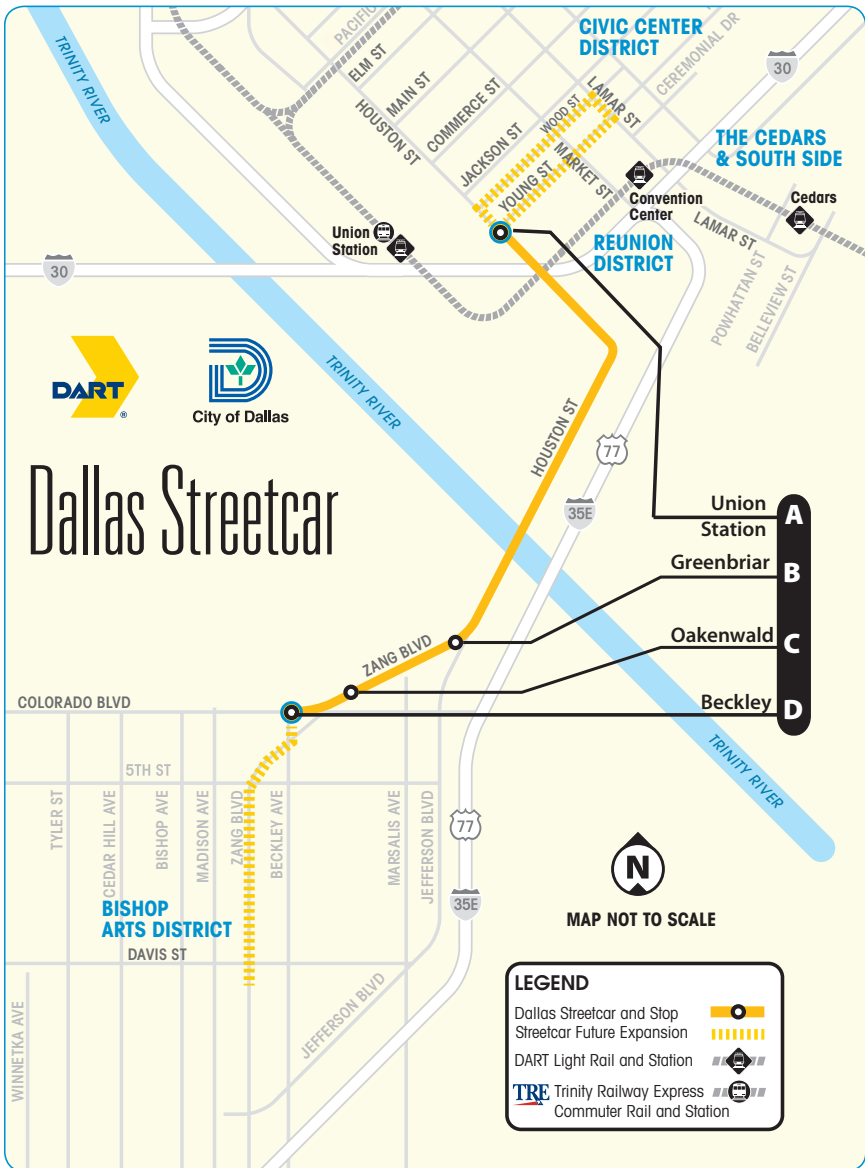 PACIFIC
ELM ST
MAIN ST
COMMERCE ST
HOUSTON ST
JACKSON ST
WOOD ST
YOUNG ST
MARKET ST
LAMAR ST
CEREMONIAL DR
CIVIC CENTER
DISTRICT
30
THE CEDARS
& SOUTH SIDE
TRINITY RIVER
Convention
Center
Cedars
LAMAR ST
Union
Station
REUNION
DISTRICT
30
POWHATTAN ST
BELLEVIEW ST
DART
®
City of Dallas
TRINITY RIVER
HOUSTON ST
77
35E
Dallas Streetcar
Union
Station
A
Greenbriar
B
Oakenwald
C
Beckley
D
ZANG BLVD
COLORADO BLVD
TRINITY RIVER
5TH ST
TYLER ST
CEDAR HILL AVE
BISHOP AVE
MADISON AVE
ZANG BLVD
BECKLEY AVE
MARSALIS AVE
JEFFERSON BLVD
77
35E
N
MAP NOT TO SCALE
BISHOP
ARTS DISTRICT
DAVIS ST
WINNETKA AVE
JEFFERSON BLVD
LEGEND
Dallas Streetcar and Stop
Streetcar Future Expansion
DART Light Rail and Station
TRE Trinity Railway Express
Commuter Rail and Station